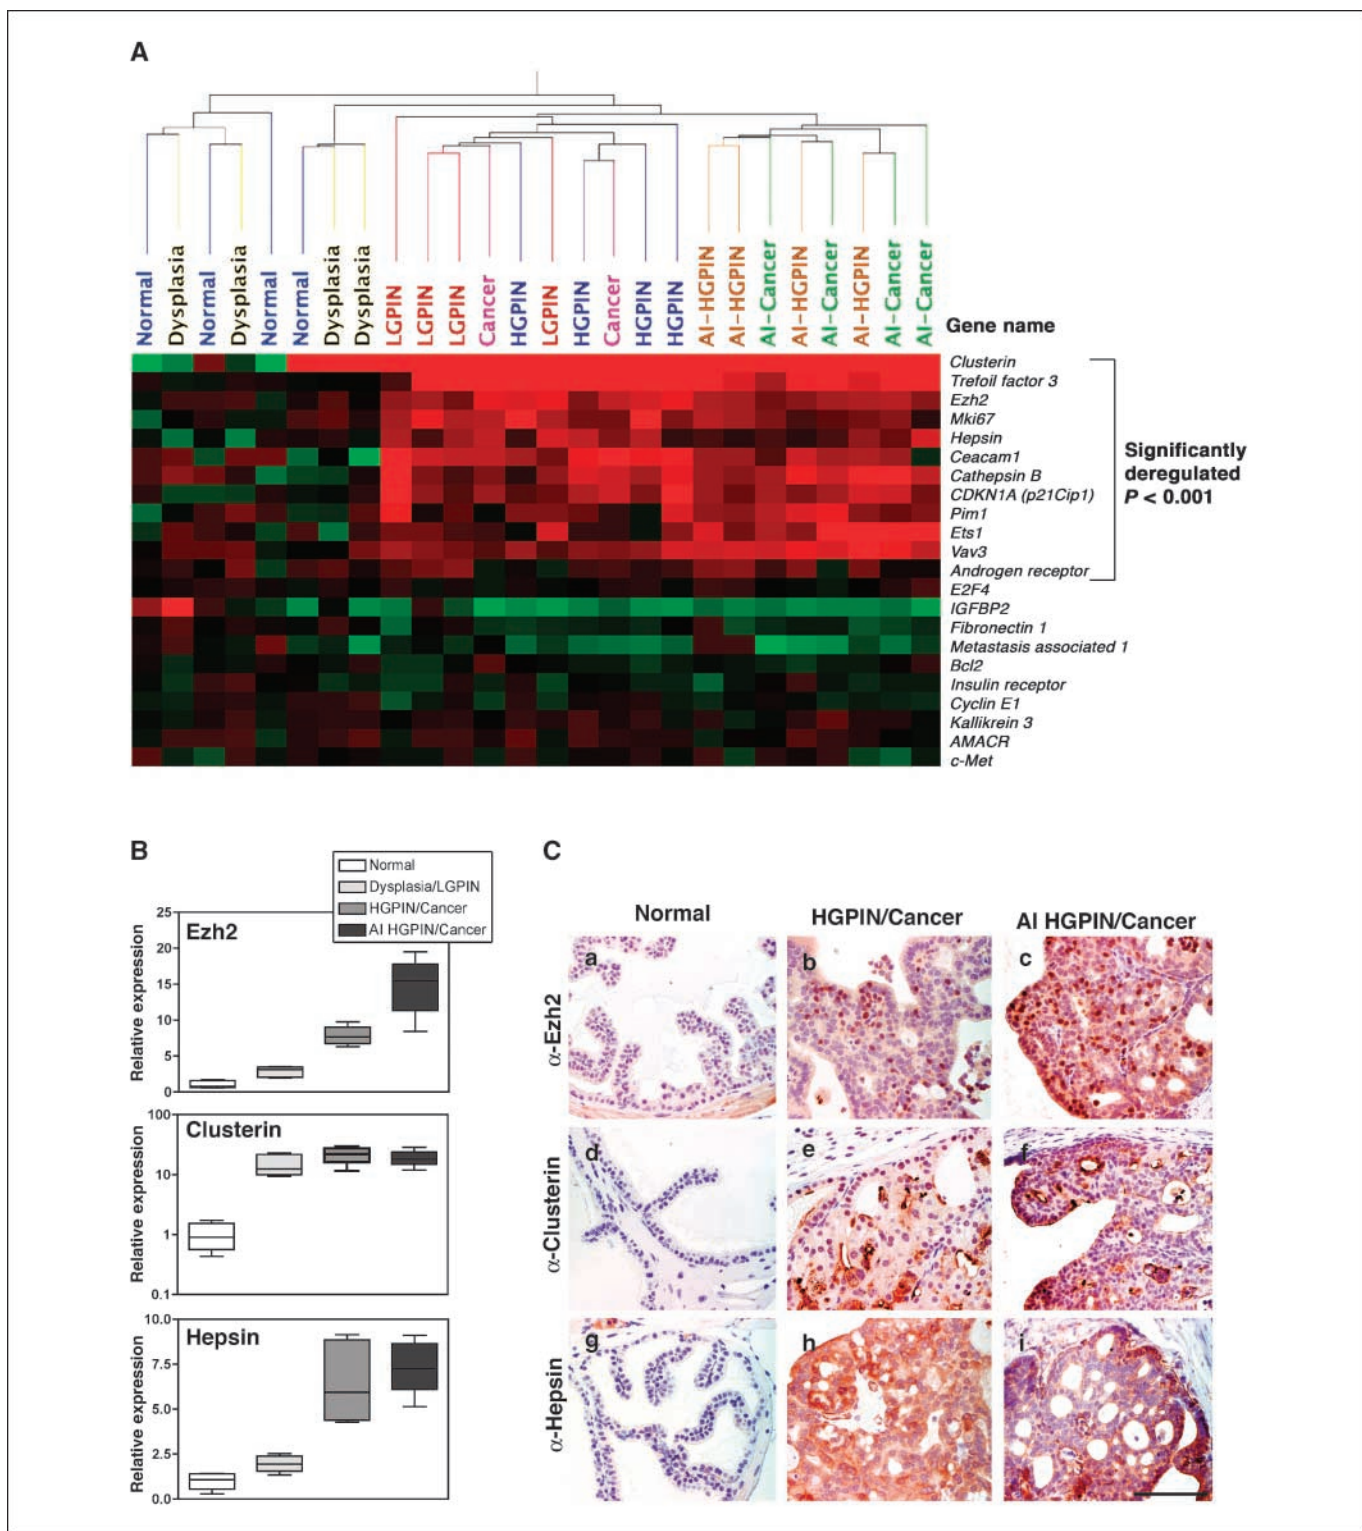 A
Normal
Dysplasia
Normal
Dysplasia
Normal
Normal
Dysplasia
Dysplasia
LGPIN
LGPIN
LGPIN
Cancer
HGPIN
LGPIN
HGPIN
Cancer
HGPIN
HGPIN
AI-HGPIN
AI-HGPIN
AI-Cancer
AI-HGPIN
AI-Cancer
AI-HGPIN
AI-Cancer
AI-Cancer
Gene name
Clusterin
Trefoil factor 3
Ezh2
Mki67
Hepsin
Ceacam1
Cathepsin B
CDKN1A (p21Cip1)
Pim1
Ets1
Vav3
Androgen receptor
E2F4
IGFBP2
Fibronectin 1
Metastasis associated 1
Bcl2
Insulin receptor
Cyclin E1
Kallikrein 3
AMACR
c-Met
Significantly
deregulated
P < 0.001
B
Normal
Dysplasia/LGPIN
HGPIN/Cancer
AI HGPIN/Cancer
Ezh2
Relative expression
25
20
15
10
5
0
Clusterin
Relative expression
100
10
1
0.1
Hepsin
Relative expression
10.0
7.5
5.0
2.5
0.0
C
Normal
HGPIN/Cancer
AI HGPIN/Cancer
α-Ezh2
a
b
c
α-Clusterin
d
e
f
α-Hepsin
g
h
i